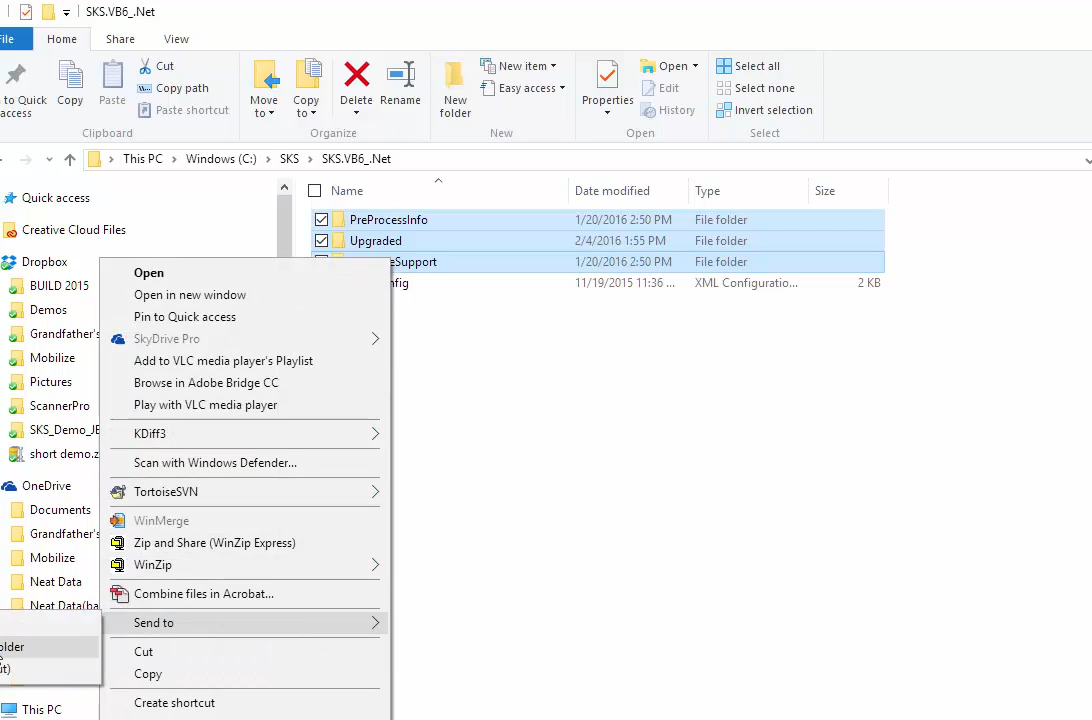 SKS.VB6_.Net
File
Home
Share
View
to Quick access
Copy
Paste
Cut
Copy path
Paste shortcut
Clipboard
Move to
Copy to
Delete
Rename
Organize
New folder
New item
Easy access
New
Properties
Open
Edit
History
Open
Select all
Select none
Invert selection
Select
This PC
Windows (C:)
SKS
SKS.VB6_.Net
Name
Date modified
Type
Size
PreProcessInfo 1/20/2016 2:50 PM File folder
Upgraded 2/4/2016 1:55 PM File folder
eSupport 1/20/2016 2:50 PM File folder
fig 11/19/2015 11:36 ... XML Configuratio... 2 KB
Quick access
Creative Cloud Files
Dropbox
BUILD 2015
Demos
Grandfather's
Mobilize
Pictures
ScannerPro
SKS_Demo_JE
short demo.z
OneDrive
Documents
Grandfather's
Mobilize
Neat Data
Neat Data(ba
This PC
Open
Open in new window
Pin to Quick access
SkyDrive Pro
Add to VLC media player's Playlist
Browse in Adobe Bridge CC
Play with VLC media player
KDiff3
Scan with Windows Defender...
TortoiseSVN
WinMerge
Zip and Share (WinZip Express)
WinZip
Combine files in Acrobat...
Send to
Cut
Copy
Create shortcut
older
ut)